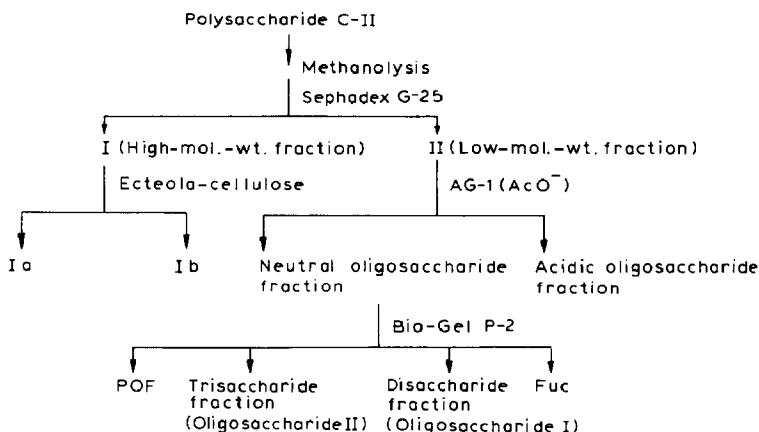 Polysaccharide C-II
Methanolysis
Sephadex G-25
I (High-mol.-wt. fraction)
II (Low-mol.-wt. fraction)
Ecteola-cellulose
AG-1 (AcO⁻)
Ia
Ib
Neutral oligosaccharide
fraction
Acidic oligosaccharide
fraction
Bio-Gel P-2
POF
Trisaccharide
fraction
(Oligosaccharide II)
Disaccharide
fraction
(Oligosaccharide I)
Fuc